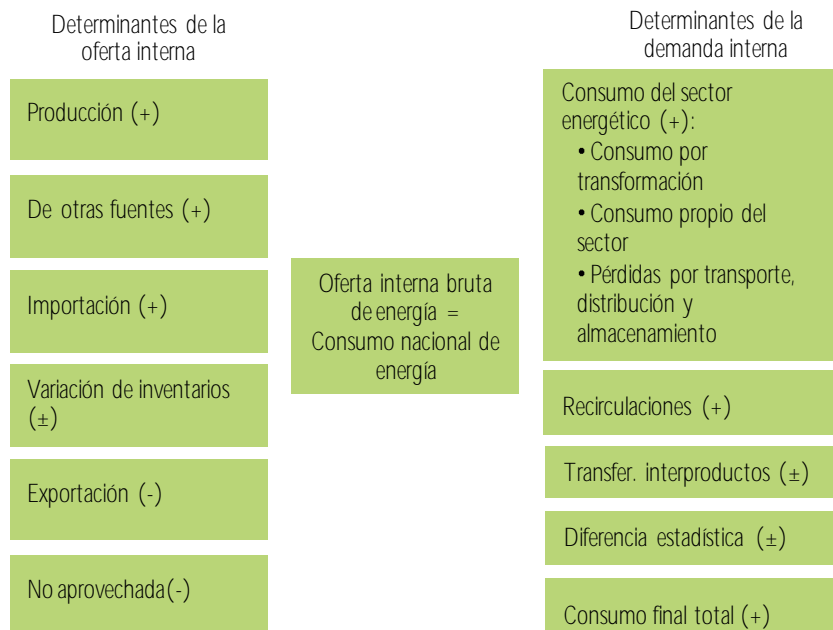 Determinantes de la
oferta interna
Producción (+)
De otras fuentes (+)
Importación (+)
Variación de inventarios
(±)
Exportación (-)
No aprovechada(-)
Oferta interna bruta
de energía =
Consumo nacional de
energía
Determinantes de la
demanda interna
Consumo del sector
energético (+):
• Consumo por
transformación
• Consumo propio del
sector
• Pérdidas por transporte,
distribución y
almacenamiento
Recirculaciones (+)
Transfer. interproductos (±)
Diferencia estadística (±)
Consumo final total (+)